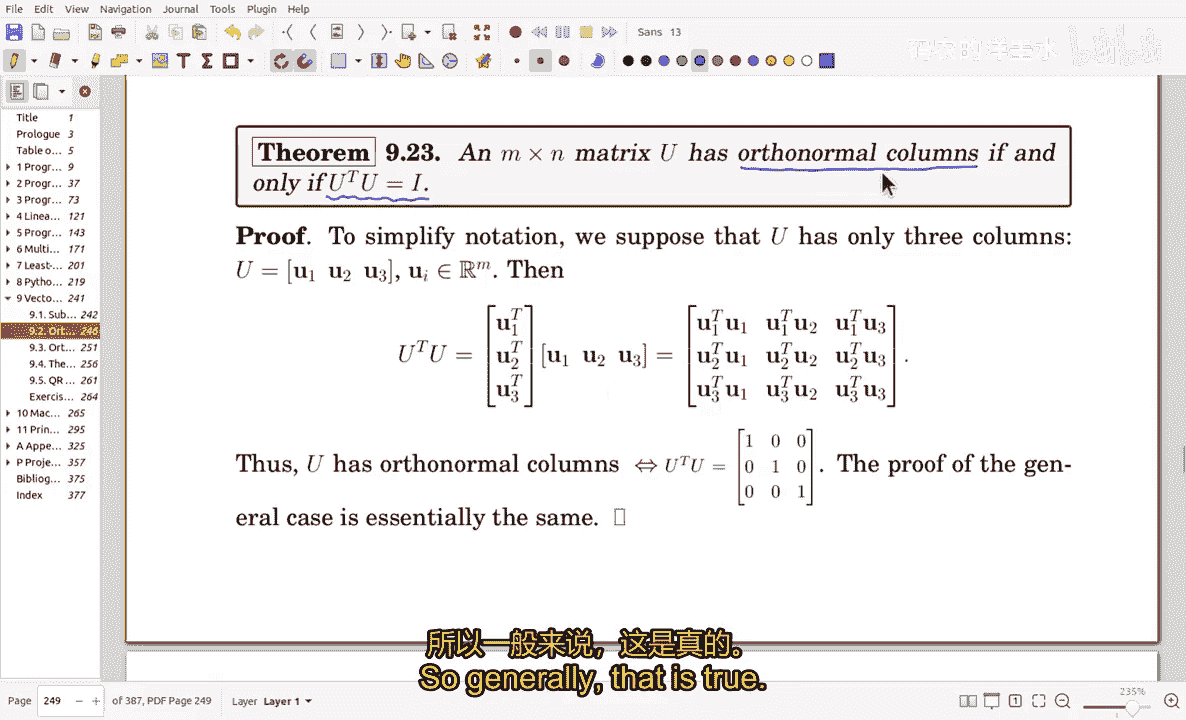 File Edit View Navigation Journal Tools Plugin Help
Sans 13
Title 1
Prologue 3
Table o... 5
1 Progr... 9
2 Progr... 37
3 Progr... 73
4 Linea... 121
5 Progr... 143
6 Multi... 171
7 Least-... 201
8 Pytho... 219
9 Vecto... 241
9.1. Sub... 242
9.2. Ort... 246
9.3. Ort... 251
9.4. The... 256
9.5. QR ... 261
Exercis... 264
10 Mac... 265
11 Prin... 295
A Appe... 325
P Proje... 357
Bibliog... 375
Index 377
Theorem 9.23. An m × n matrix U has orthonormal columns if and
only if UᵀU = I.
Proof. To simplify notation, we suppose that U has only three columns:
U = [u₁ u₂ u₃], uᵢ ∈ ℝᵐ. Then
UᵀU = [u₁ᵀ; u₂ᵀ; u₃ᵀ] [u₁ u₂ u₃] = [u₁ᵀu₁ u₁ᵀu₂ u₁ᵀu₃; u₂ᵀu₁ u₂ᵀu₂ u₂ᵀu₃; u₃ᵀu₁ u₃ᵀu₂ u₃ᵀu₃].
Thus, U has orthonormal columns ⇔ UᵀU = [1 0 0; 0 1 0; 0 0 1]. The proof of the gen-
eral case is essentially the same. □
所以一般来说，这是真的。
So generally, that is true.
Page 249 of 387, PDF Page 249 Layer Layer 1 235%